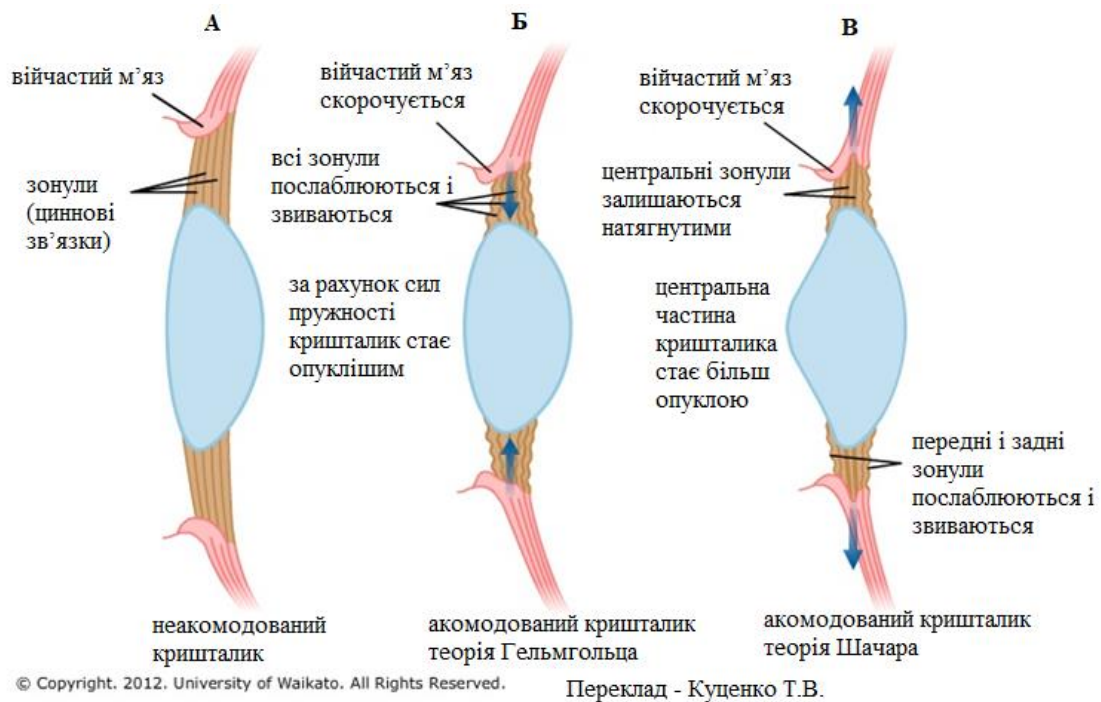 А
війчастий м’яз
зонули
(циннові
зв’язки)
неакомодований
кришталик
Б
війчастий м’яз
скорочується
всі зонули
послаблюються і
звиваються
за рахунок сил
пружності
кришталик стає
опуклішим
акомодований кришталик
теорія Гельмгольца
В
війчастий м’яз
скорочується
центральні зонули
залишаються
натягнутими
центральна
частина
кришталика
стає більш
опуклою
передні і задні
зонули
послаблюються і
звиваються
акомодований кришталик
теорія Шачара
© Copyright. 2012. University of Waikato. All Rights Reserved.
Переклад - Куценко Т.В.